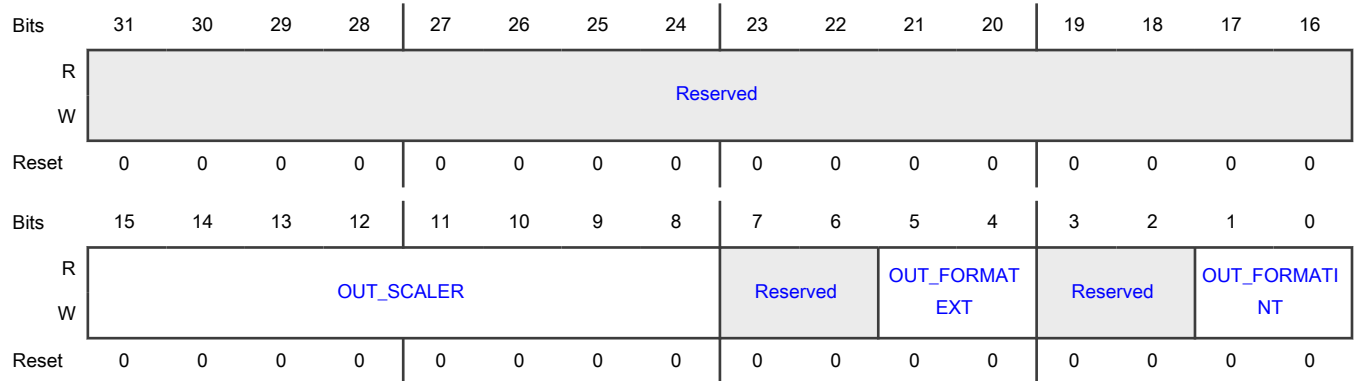 Bits 31 30 29 28 27 26 25 24 23 22 21 20 19 18 17 16
R
Reserved
W
Reset 0 0 0 0 0 0 0 0 0 0 0 0 0 0 0 0
Bits 15 14 13 12 11 10 9 8 7 6 5 4 3 2 1 0
R OUT_FORMAT OUT_FORMATI
OUT_SCALER Reserved Reserved
W EXT NT
Reset 0 0 0 0 0 0 0 0 0 0 0 0 0 0 0 0